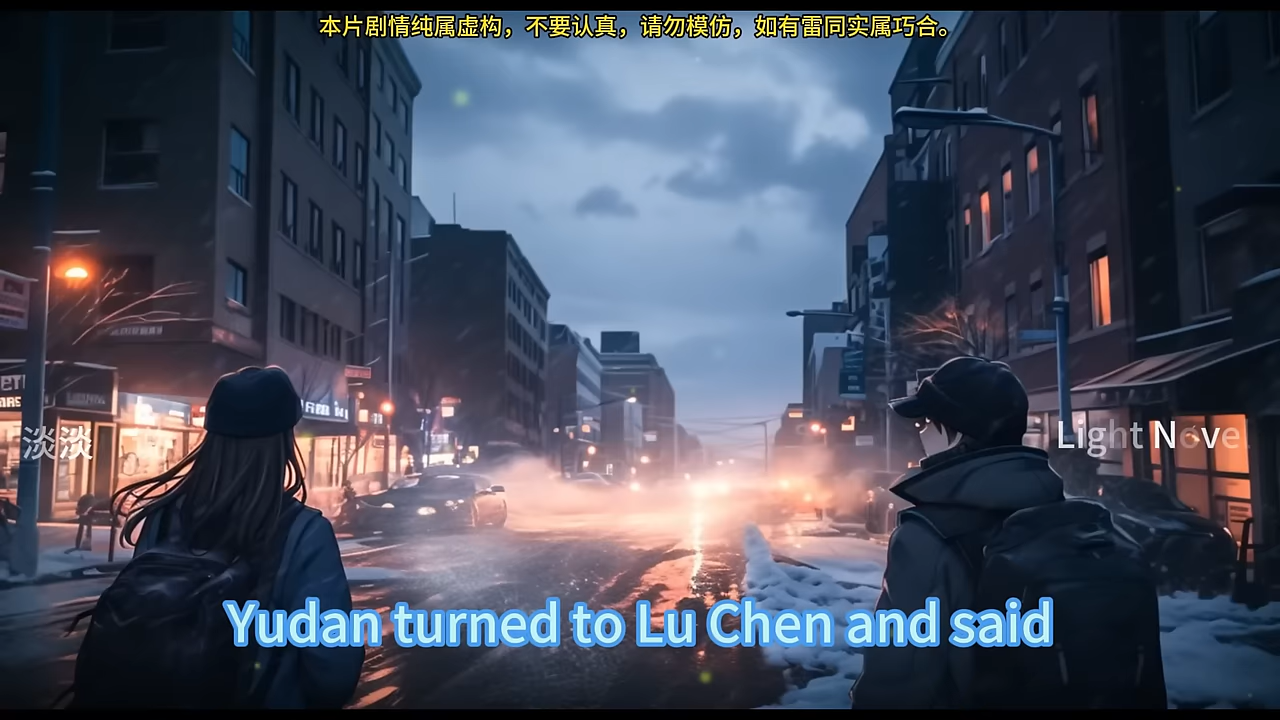 本片剧情纯属虚构，不要认真，请勿模仿，如有雷同实属巧合。
淡淡
Light Nove
Yudan turned to Lu Chen and said